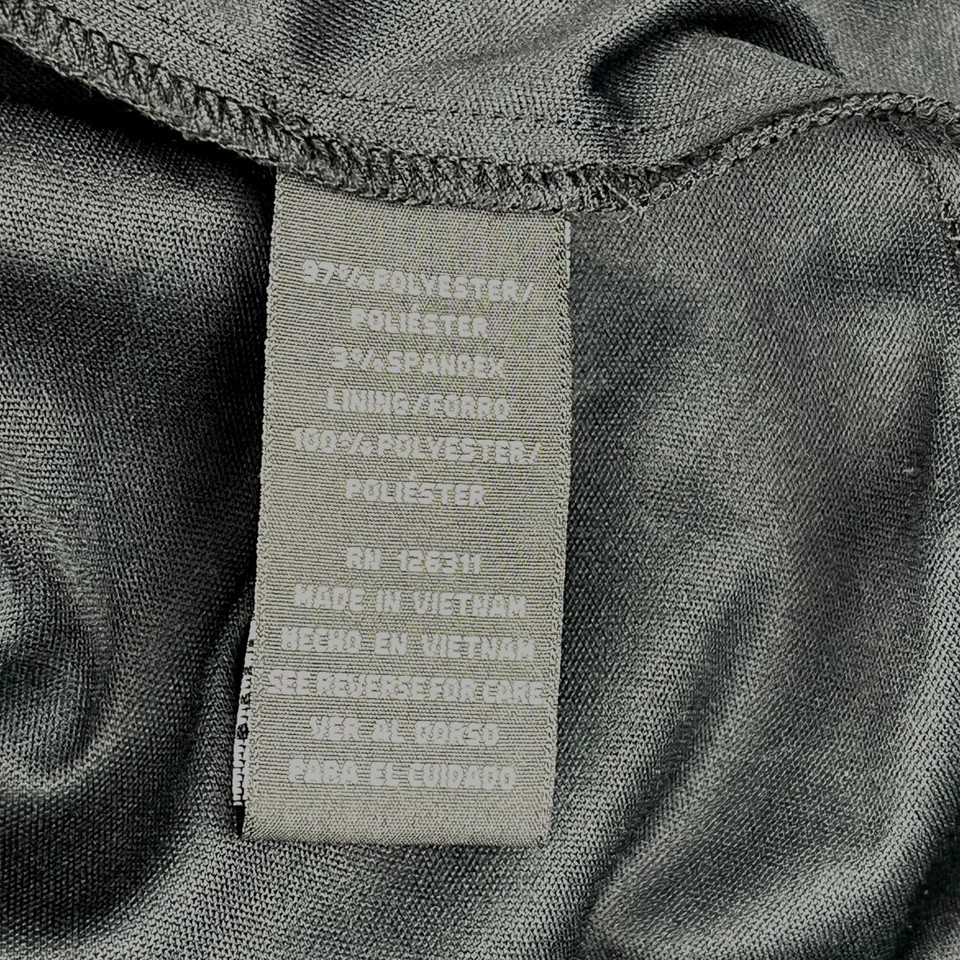 97% POLYESTER/
POLIÉSTER
3% SPANDEX
LINING/FORRO
100% POLYESTER/
POLIÉSTER
RN 126311
MADE IN VIETNAM
HECHO EN VIETNAM
SEE REVERSE FOR CARE
VER AL DORSO
PARA EL CUIDADO